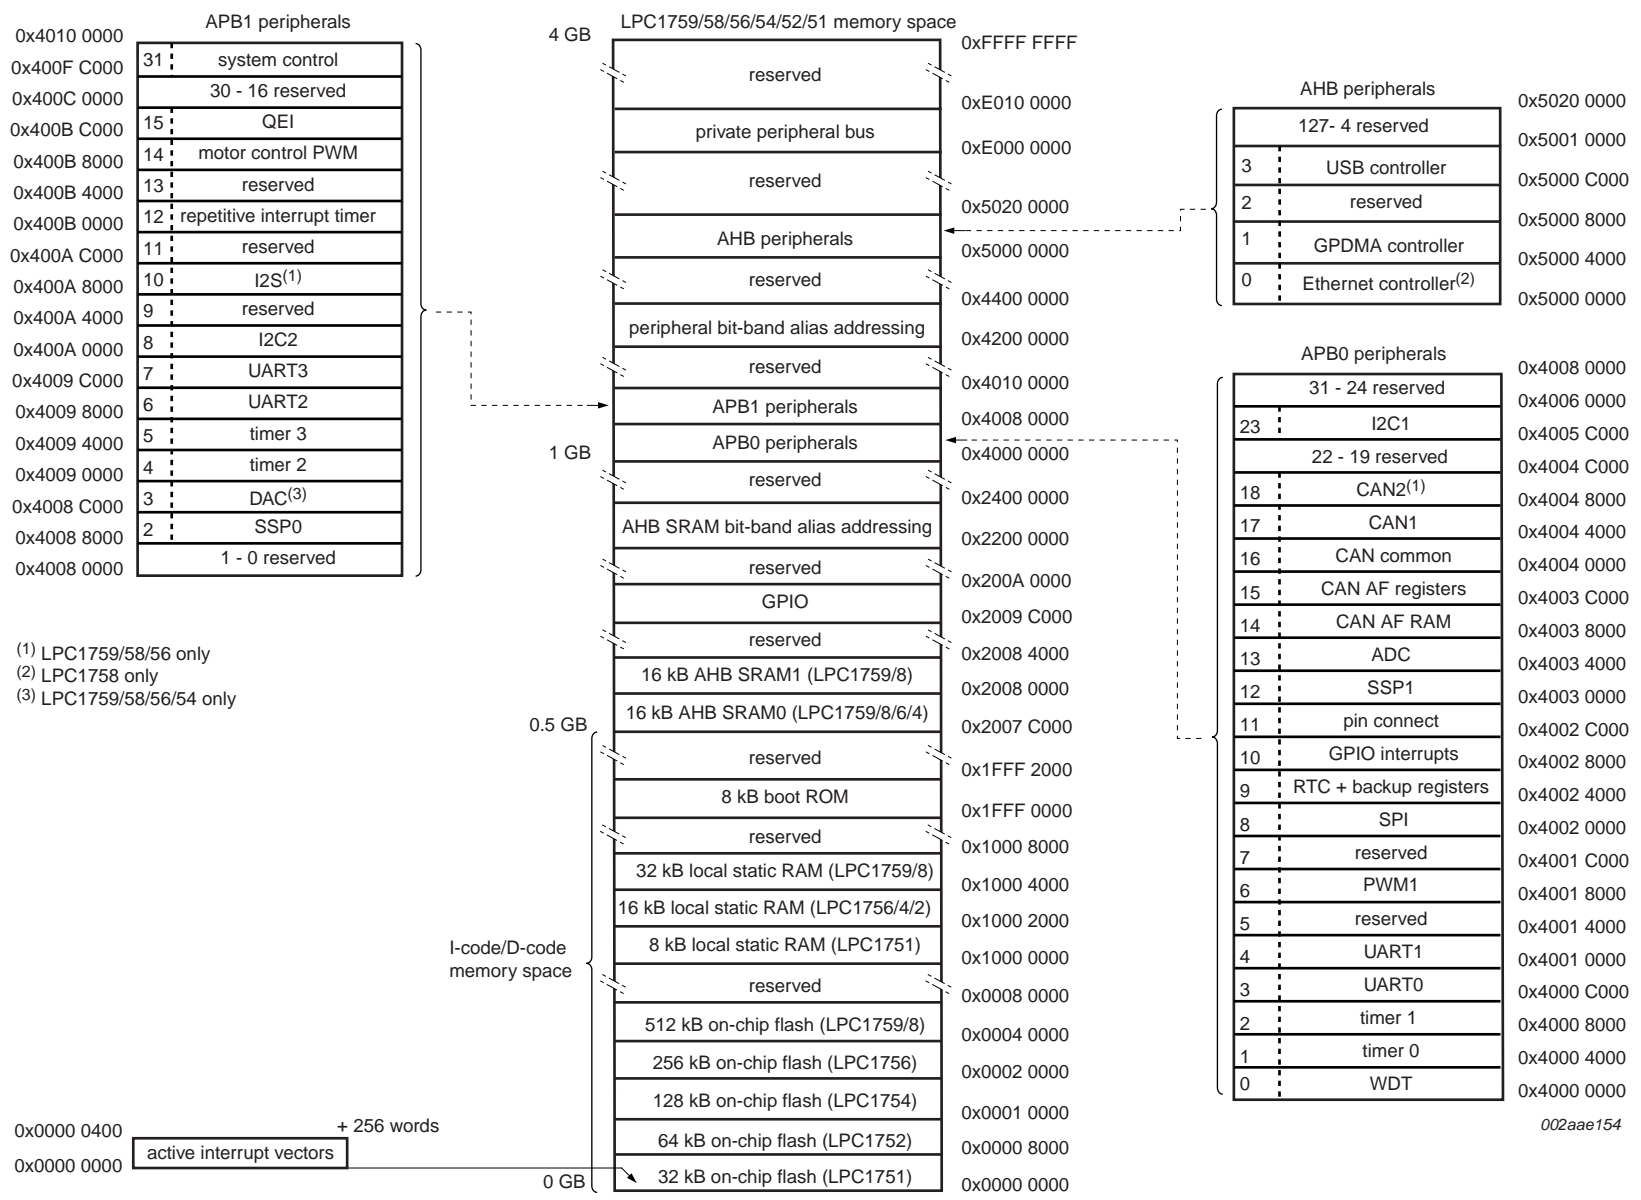 APB1 peripherals
0x4010 0000
31 system control
0x400F C000
30 - 16 reserved
0x400C 0000
15 QEI
0x400B C000
14 motor control PWM
0x400B 8000
13 reserved
0x400B 4000
12 repetitive interrupt timer
0x400B 0000
11 reserved
0x400A C000
10 I2S(1)
0x400A 8000
9 reserved
0x400A 4000
8 I2C2
0x400A 0000
7 UART3
0x4009 C000
6 UART2
0x4009 8000
5 timer 3
0x4009 4000
4 timer 2
0x4009 0000
3 DAC(3)
0x4008 C000
2 SSP0
0x4008 8000
1 - 0 reserved
0x4008 0000
(1) LPC1759/58/56 only
(2) LPC1758 only
(3) LPC1759/58/56/54 only
0x0000 0400
+ 256 words
active interrupt vectors
0x0000 0000
LPC1759/58/56/54/52/51 memory space
4 GB
0xFFFF FFFF
reserved
0xE010 0000
private peripheral bus
0xE000 0000
reserved
0x5020 0000
AHB peripherals
0x5000 0000
reserved
0x4400 0000
peripheral bit-band alias addressing
0x4200 0000
reserved
0x4010 0000
APB1 peripherals
0x4008 0000
APB0 peripherals
1 GB
0x4000 0000
reserved
0x2400 0000
AHB SRAM bit-band alias addressing
0x2200 0000
reserved
0x200A 0000
GPIO
0x2009 C000
reserved
0x2008 4000
16 kB AHB SRAM1 (LPC1759/8)
0x2008 0000
16 kB AHB SRAM0 (LPC1759/8/6/4)
0.5 GB
0x2007 C000
reserved
0x1FFF 2000
8 kB boot ROM
0x1FFF 0000
reserved
0x1000 8000
32 kB local static RAM (LPC1759/8)
0x1000 4000
16 kB local static RAM (LPC1756/4/2)
0x1000 2000
8 kB local static RAM (LPC1751)
0x1000 0000
I-code/D-code
memory space
reserved
0x0008 0000
512 kB on-chip flash (LPC1759/8)
0x0004 0000
256 kB on-chip flash (LPC1756)
0x0002 0000
128 kB on-chip flash (LPC1754)
0x0001 0000
64 kB on-chip flash (LPC1752)
0x0000 8000
32 kB on-chip flash (LPC1751)
0 GB
0x0000 0000
AHB peripherals
0x5020 0000
127- 4 reserved
0x5001 0000
3 USB controller
0x5000 C000
2 reserved
0x5000 8000
1 GPDMA controller
0x5000 4000
0 Ethernet controller(2)
0x5000 0000
APB0 peripherals
0x4008 0000
31 - 24 reserved
0x4006 0000
23 I2C1
0x4005 C000
22 - 19 reserved
0x4004 C000
18 CAN2(1)
0x4004 8000
17 CAN1
0x4004 4000
16 CAN common
0x4004 0000
15 CAN AF registers
0x4003 C000
14 CAN AF RAM
0x4003 8000
13 ADC
0x4003 4000
12 SSP1
0x4003 0000
11 pin connect
0x4002 C000
10 GPIO interrupts
0x4002 8000
9 RTC + backup registers
0x4002 4000
8 SPI
0x4002 0000
7 reserved
0x4001 C000
6 PWM1
0x4001 8000
5 reserved
0x4001 4000
4 UART1
0x4001 0000
3 UART0
0x4000 C000
2 timer 1
0x4000 8000
1 timer 0
0x4000 4000
0 WDT
0x4000 0000
002aae154